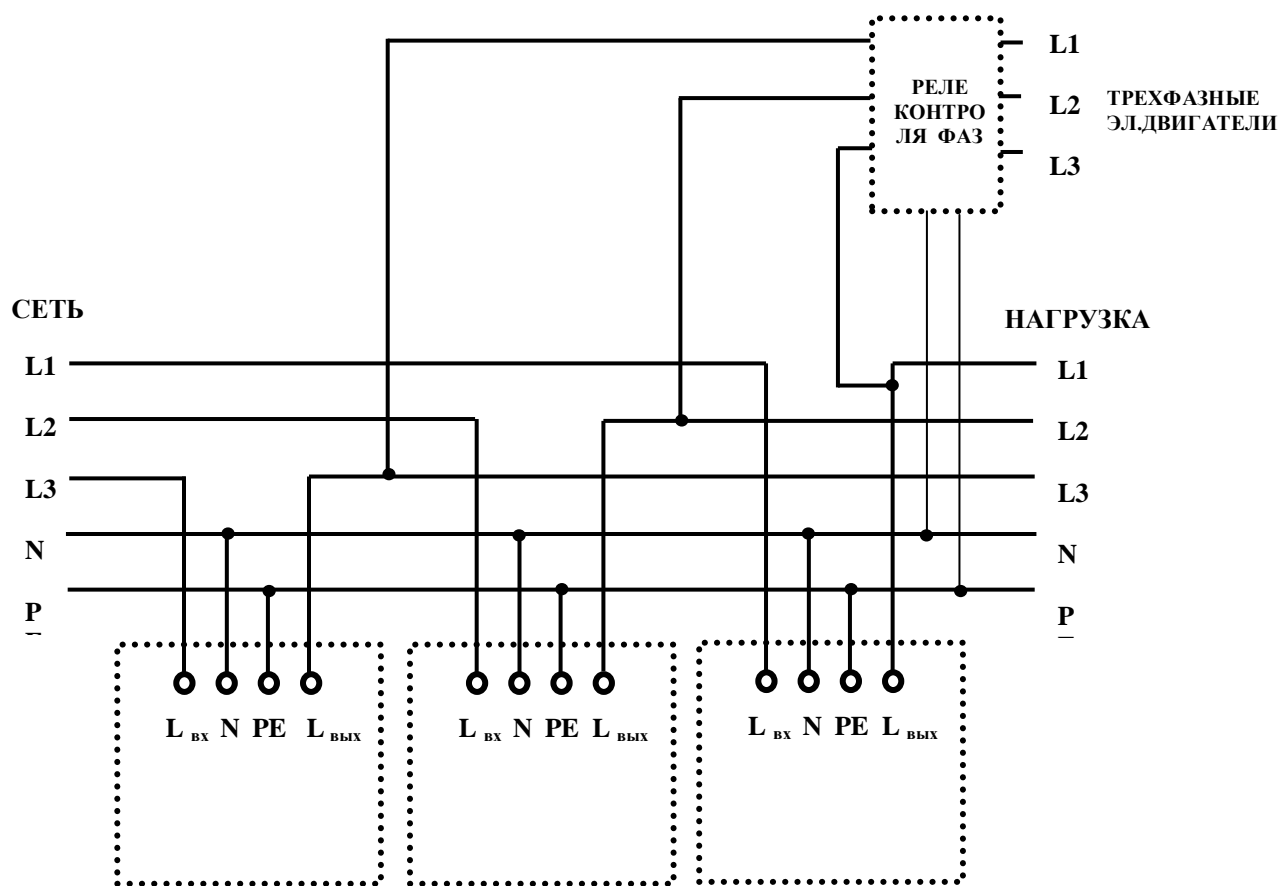 L1
РЕЛЕ
КОНТРО
ЛЯ ФАЗ
L2
ТРЕХФАЗНЫЕ
ЭЛ.ДВИГАТЕЛИ
L3
СЕТЬ
НАГРУЗКА
L1
L1
L2
L2
L3
L3
N
N
P
P
L вх N PE L вых
L вх N PE L вых
L вх N PE L вых